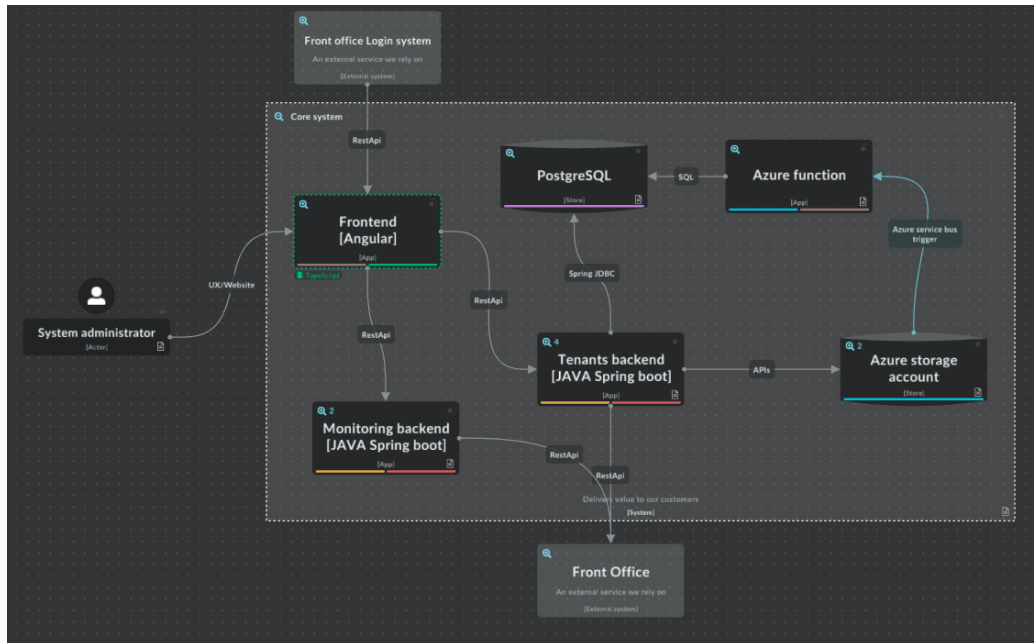 Front office Login system
An external service we rely on
[External system]
Core system
RestApi
PostgreSQL
[Store]
SQL
Azure function
[App]
Azure service bus
trigger
Frontend
[Angular]
[App]
TypeScript
UX/Website
System administrator
[Actor]
RestApi
RestApi
Spring JDBC
4
Tenants backend
[JAVA Spring boot]
[App]
APIs
2
Azure storage
account
[Store]
2
Monitoring backend
[JAVA Spring boot]
[App]
RestApi
RestApi
Delivers value to our customers
[System]
Front Office
An external service we rely on
[External system]